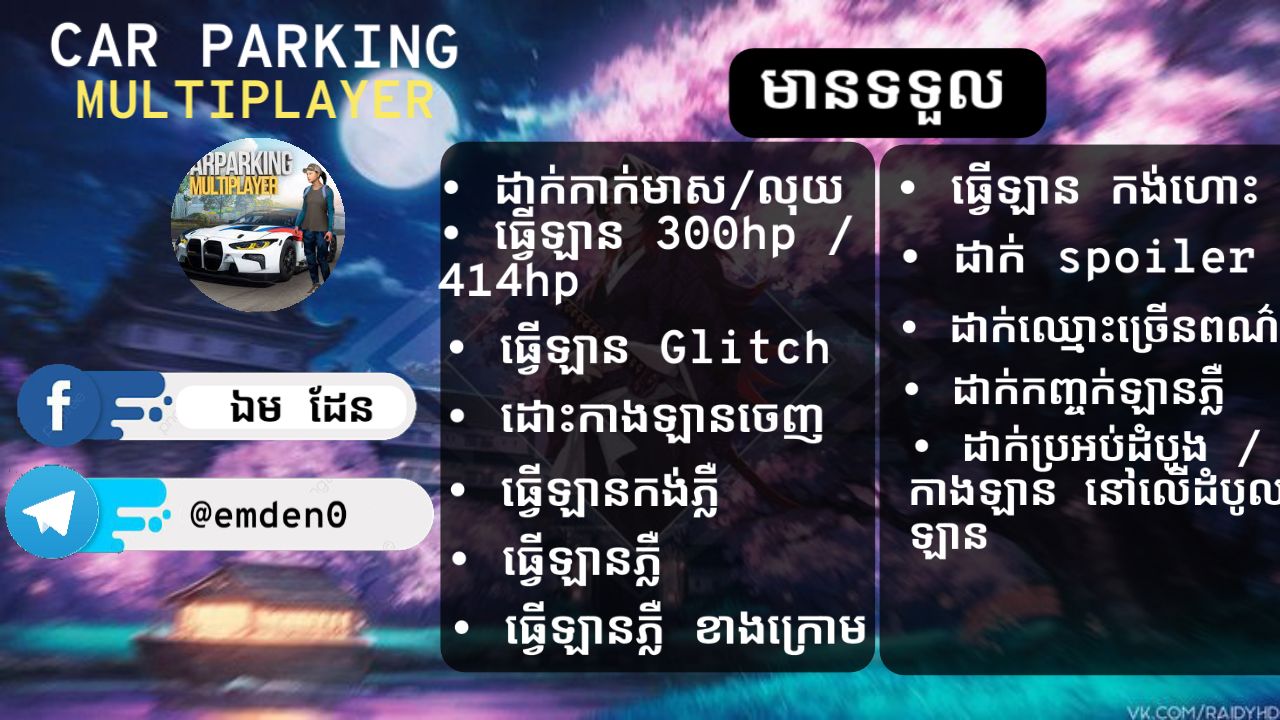 CAR PARKING
MULTIPLAYER
មានទទួល
CARPARKING
MULTIPLAYER
• ដាក់កាក់មាស/លុយ
• ធ្វើឡាន 300hp /
414hp
• ធ្វើឡាន Glitch
• ដោះកាងឡានចេញ
• ធ្វើឡានកង់ភ្លឺ
• ធ្វើឡានភ្លឺ
• ធ្វើឡានភ្លឺ ខាងក្រោម
• ធ្វើឡាន កង់ហោះ
• ដាក់ spoiler
• ដាក់ឈ្មោះច្រើនពណ៌
• ដាក់កញ្ចក់ឡានភ្លឺ
• ដាក់ប្រអប់ដំបូង /
កាងឡាន នៅលើដំបូល
ឡាន
ឯម ដែន
@emden0
VK.COM/RAIDYHD